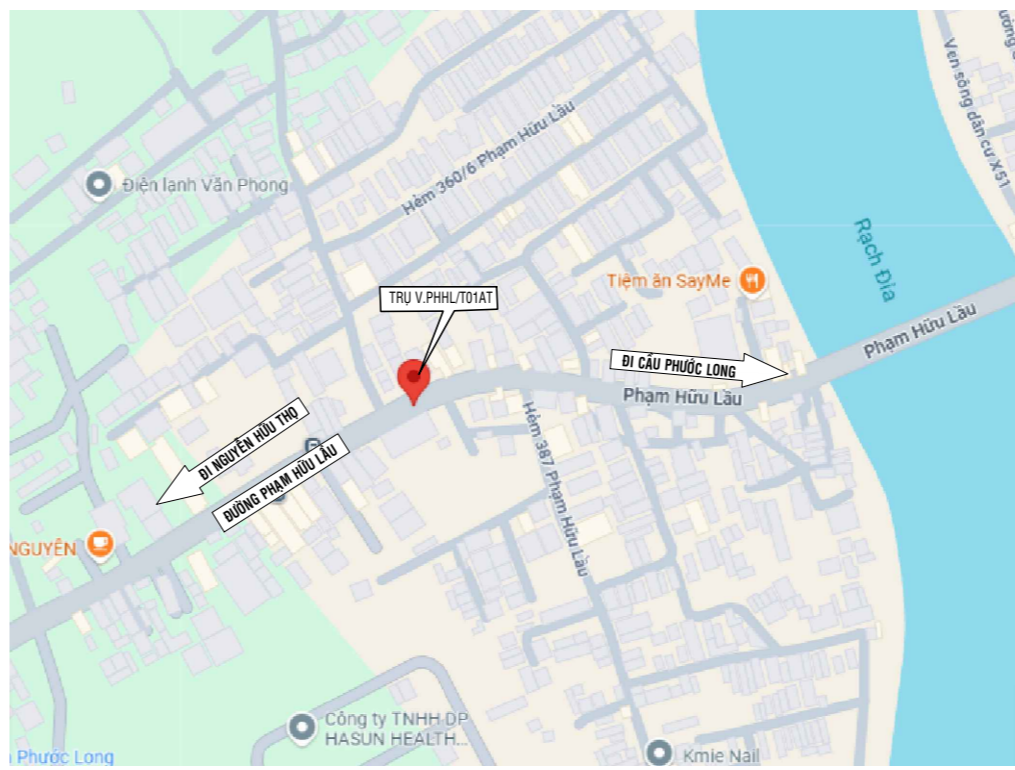 Ven sông dân cư X51
Điện lạnh Văn Phong
Hẻm 360/6 Phạm Hữu Lầu
Rạch Đỉa
Tiệm ăn SayMe
TRỤ V.PHHL/T01AT
Phạm Hữu Lầu
ĐI CẦU PHƯỚC LONG
Phạm Hữu Lầu
ĐI NGUYỄN HỮU THỌ
ĐƯỜNG PHẠM HỮU LẦU
Hẻm 387 Phạm Hữu Lầu
NGUYÊN
Công ty TNHH DP
HASUN HEALTH...
Phước Long
Kmie Nail